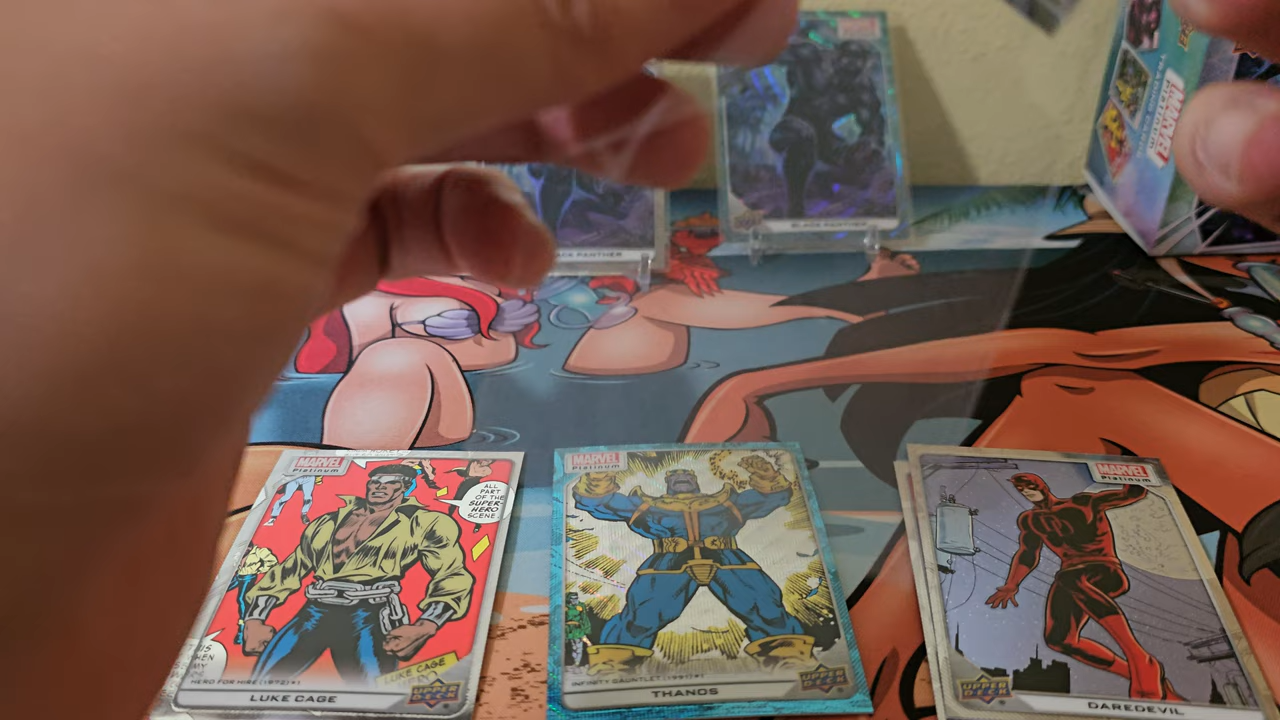 BLACK PANTHER
ACK PANTHER
MARVEL
MARVEL
Platinum
ALL
PART
OF THE
SUPER-
HERO
SCENE.
LUKE CAGE
HERO FOR HIRE (1972) #1
LUKE CAGE
UPPER
DECK
MARVEL
Platinum
INFINITY GAUNTLET (1991) #1
THANOS
UPPER
DECK
MARVEL
Platinum
UPPER
DECK
DAREDEVIL